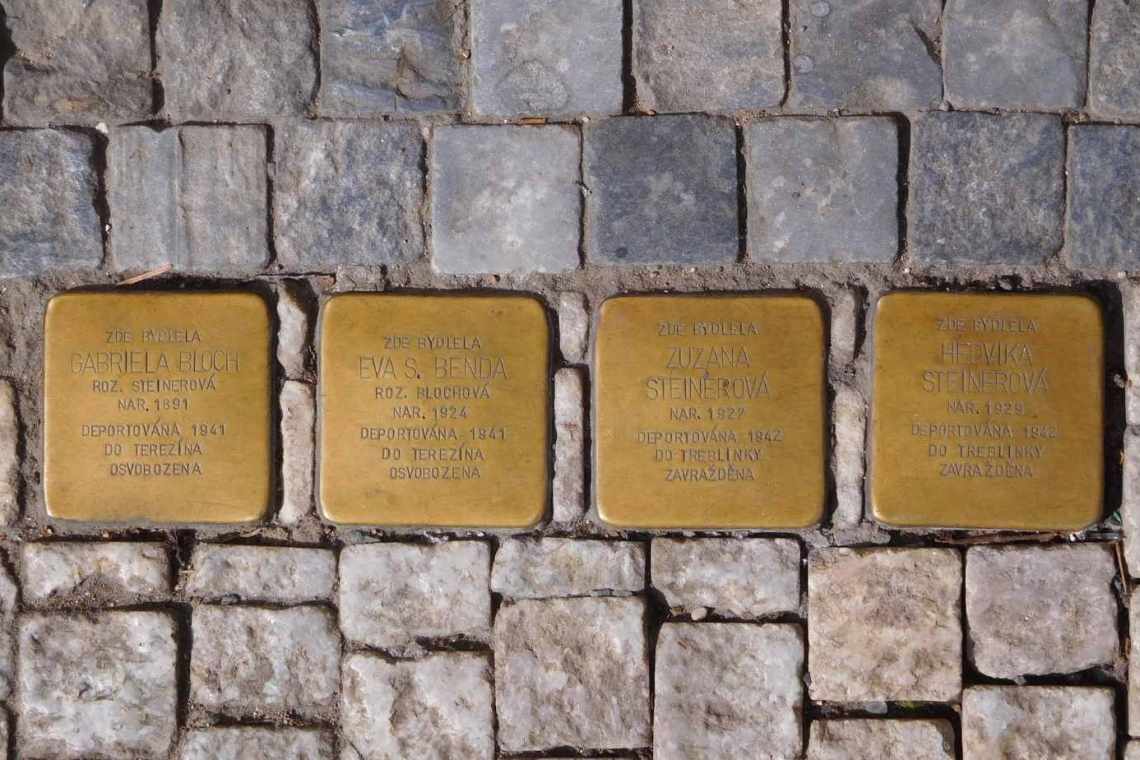 ZDE BYDLELA
GABRIELA BLOCH
ROZ. STEINEROVÁ
NAR. 1891
DEPORTOVÁNA 1941
DO TEREZÍNA
OSVOBOZENA
ZDE BYDLELA
EVA S. BENDA
ROZ. BLOCHOVÁ
NAR. 1924
DEPORTOVÁNA 1941
DO TEREZÍNA
OSVOBOZENA
ZDE BYDLELA
ZUZANA
STEINEROVÁ
NAR. 1927
DEPORTOVÁNA 1942
DO TREBLINKY
ZAVRAŽDĚNA
ZDE BYDLELA
HEDVIKA
STEINEROVÁ
NAR. 1929
DEPORTOVÁNA 1942
DO TREBLINKY
ZAVRAŽDĚNA